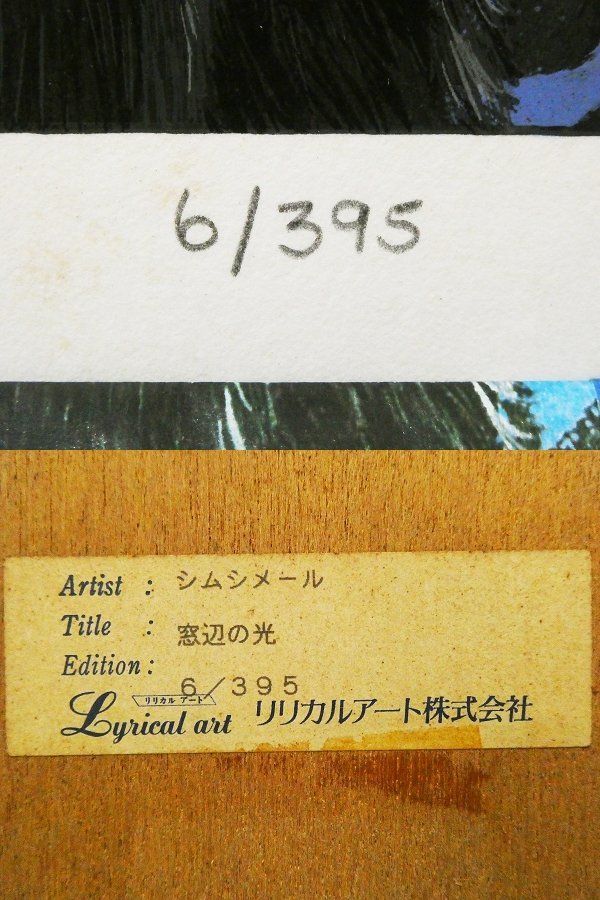 6/395
Artist : シムシメール
Title : 窓辺の光
Edition: 6/395
リリカル アート
Lyrical art リリカルアート株式会社